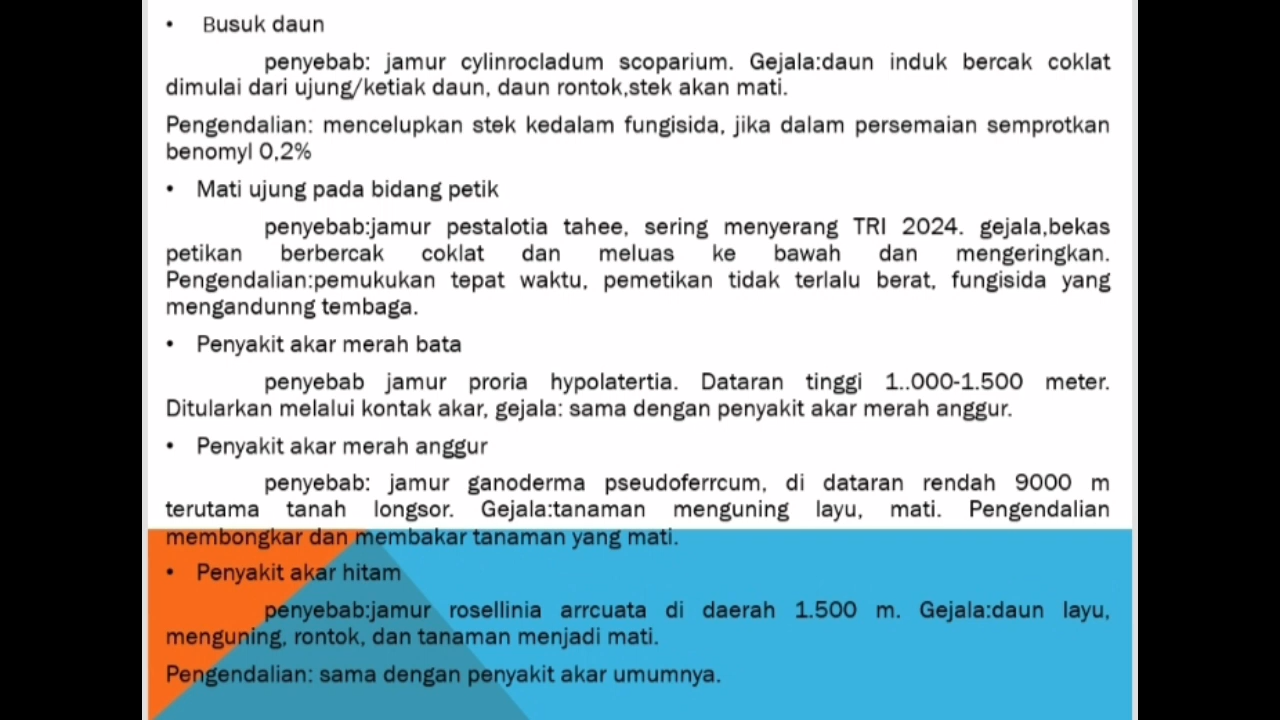 • Busuk daun
penyebab: jamur cylinrocladum scoparium. Gejala:daun induk bercak coklat
dimulai dari ujung/ketiak daun, daun rontok,stek akan mati.
Pengendalian: mencelupkan stek kedalam fungisida, jika dalam persemaian semprotkan
benomyl 0,2%
• Mati ujung pada bidang petik
penyebab:jamur pestalotia tahee, sering menyerang TRI 2024. gejala,bekas
petikan berbercak coklat dan meluas ke bawah dan mengeringkan.
Pengendalian:pemukukan tepat waktu, pemetikan tidak terlalu berat, fungisida yang
mengandunng tembaga.
• Penyakit akar merah bata
penyebab jamur proria hypolatertia. Dataran tinggi 1..000-1.500 meter.
Ditularkan melalui kontak akar, gejala: sama dengan penyakit akar merah anggur.
• Penyakit akar merah anggur
penyebab: jamur ganoderma pseudoferrcum, di dataran rendah 9000 m
terutama tanah longsor. Gejala:tanaman menguning layu, mati. Pengendalian
membongkar dan membakar tanaman yang mati.
• Penyakit akar hitam
penyebab:jamur rosellinia arrcuata di daerah 1.500 m. Gejala:daun layu,
menguning, rontok, dan tanaman menjadi mati.
Pengendalian: sama dengan penyakit akar umumnya.